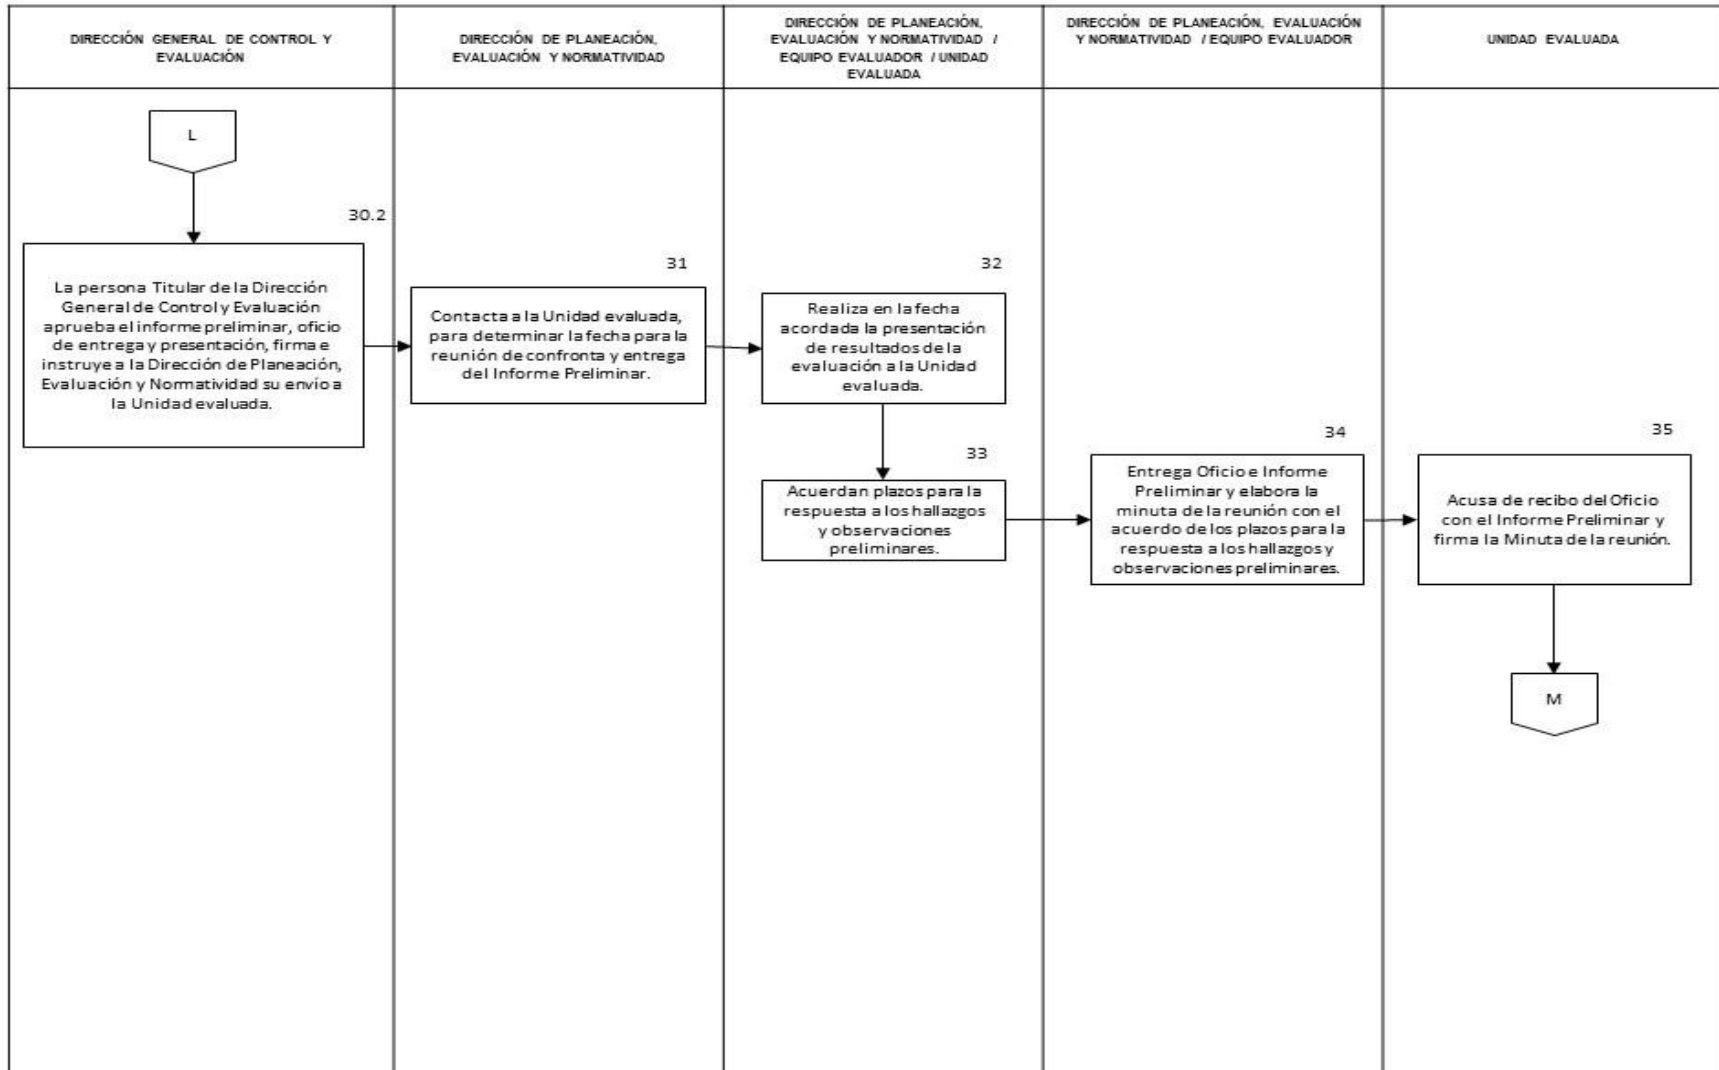 DIRECCIÓN GENERAL DE CONTROL Y
EVALUACIÓN
DIRECCIÓN DE PLANEACIÓN,
EVALUACIÓN Y NORMATIVIDAD
DIRECCIÓN DE PLANEACIÓN,
EVALUACIÓN Y NORMATIVIDAD /
EQUIPO EVALUADOR / UNIDAD
EVALUADA
DIRECCIÓN DE PLANEACIÓN, EVALUACIÓN
Y NORMATIVIDAD / EQUIPO EVALUADOR
UNIDAD EVALUADA
L
30.2
La persona Titular de la Dirección
General de Control y Evaluación
aprueba el informe preliminar, oficio
de entrega y presentación, firma e
instruye a la Dirección de Planeación,
Evaluación y Normatividad su envío a
la Unidad evaluada.
31
Contacta a la Unidad evaluada,
para determinar la fecha para la
reunión de confronta y entrega
del Informe Preliminar.
32
Realiza en la fecha
acordada la presentación
de resultados de la
evaluación a la Unidad
evaluada.
33
Acuerdan plazos para la
respuesta a los hallazgos
y observaciones
preliminares.
34
Entrega Oficio e Informe
Preliminar y elabora la
minuta de la reunión con el
acuerdo de los plazos para la
respuesta a los hallazgos y
observaciones preliminares.
35
Acusa de recibo del Oficio
con el Informe Preliminar y
firma la Minuta de la reunión.
M